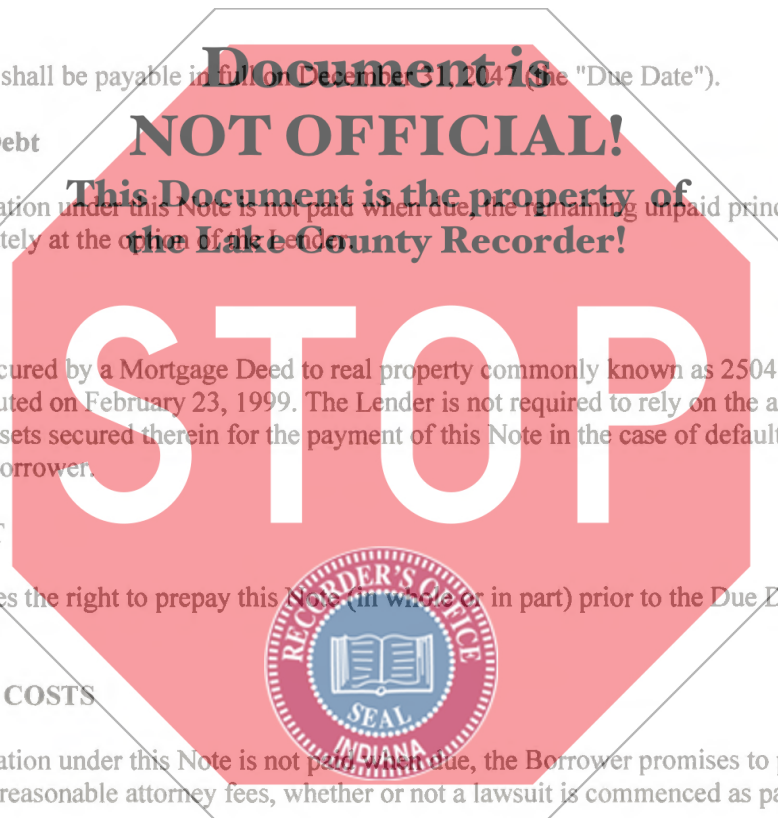 Document is
shall be payable in full on December 31, 2047 (the "Due Date").
NOT OFFICIAL!
ebt
This Document is the property of
ation under this Note is not paid when due, the remaining unpaid princ
the Lake County Recorder!
tely at the option of the Lender.
STOP
cured by a Mortgage Deed to real property commonly known as 2504
uted on February 23, 1999. The Lender is not required to rely on the a
sets secured therein for the payment of this Note in the case of default
orrower.
T
es the right to prepay this Note (in whole or in part) prior to the Due D
RECORDER'S OFFICE
SEAL
INDIANA
COSTS
ation under this Note is not paid when due, the Borrower promises to p
reasonable attorney fees, whether or not a lawsuit is commenced as pa